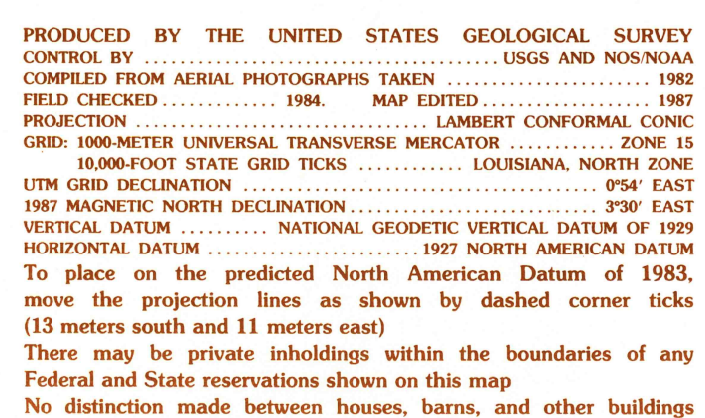 PRODUCED BY THE UNITED STATES GEOLOGICAL SURVEY
CONTROL BY ........................................ USGS AND NOS/NOAA
COMPILED FROM AERIAL PHOTOGRAPHS TAKEN ....................... 1982
FIELD CHECKED ............. 1984. MAP EDITED ................... 1987
PROJECTION ................................. LAMBERT CONFORMAL CONIC
GRID: 1000-METER UNIVERSAL TRANSVERSE MERCATOR ............ ZONE 15
10,000-FOOT STATE GRID TICKS ............ LOUISIANA, NORTH ZONE
UTM GRID DECLINATION ........................................ 0°54′ EAST
1987 MAGNETIC NORTH DECLINATION ............................ 3°30′ EAST
VERTICAL DATUM .......... NATIONAL GEODETIC VERTICAL DATUM OF 1929
HORIZONTAL DATUM ........................ 1927 NORTH AMERICAN DATUM
To place on the predicted North American Datum of 1983,
move the projection lines as shown by dashed corner ticks
(13 meters south and 11 meters east)
There may be private inholdings within the boundaries of any
Federal and State reservations shown on this map
No distinction made between houses, barns, and other buildings